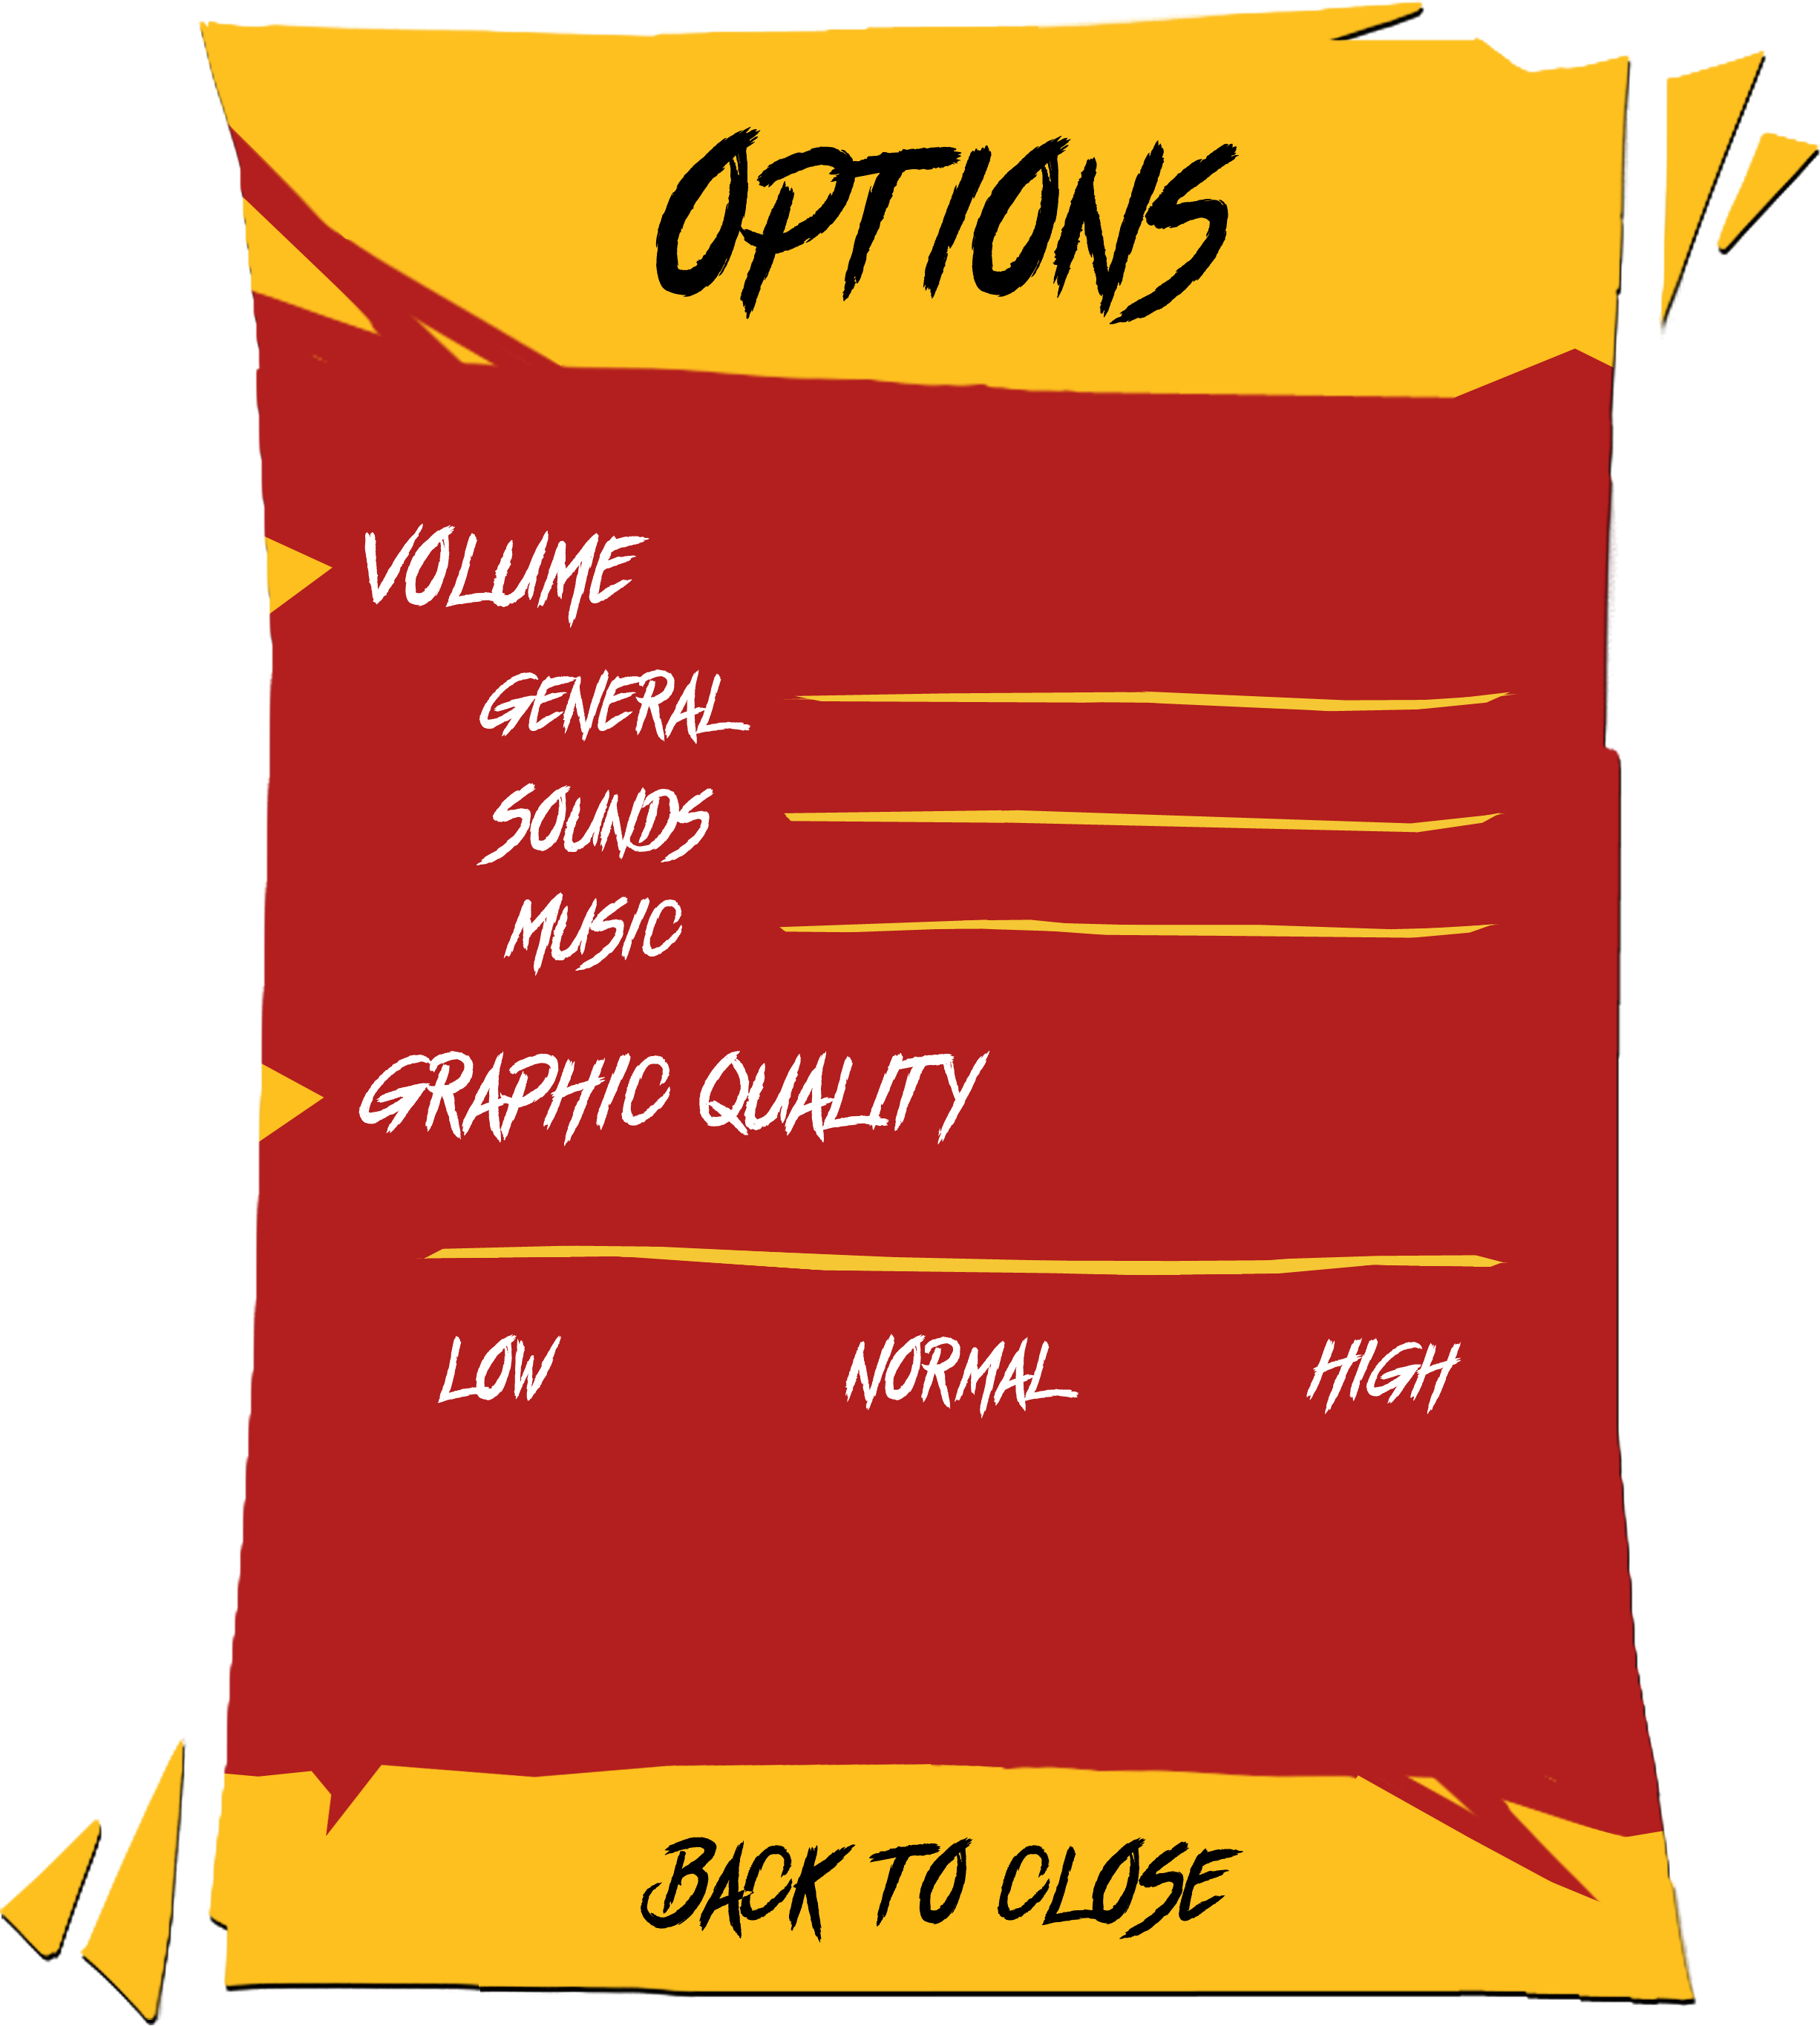 OPTIONS
VOLUME
GENERAL
SOUNDS
MUSIC
GRAPHIC QUALITY
LOW NORMAL HIGH
BACK TO CLOSE